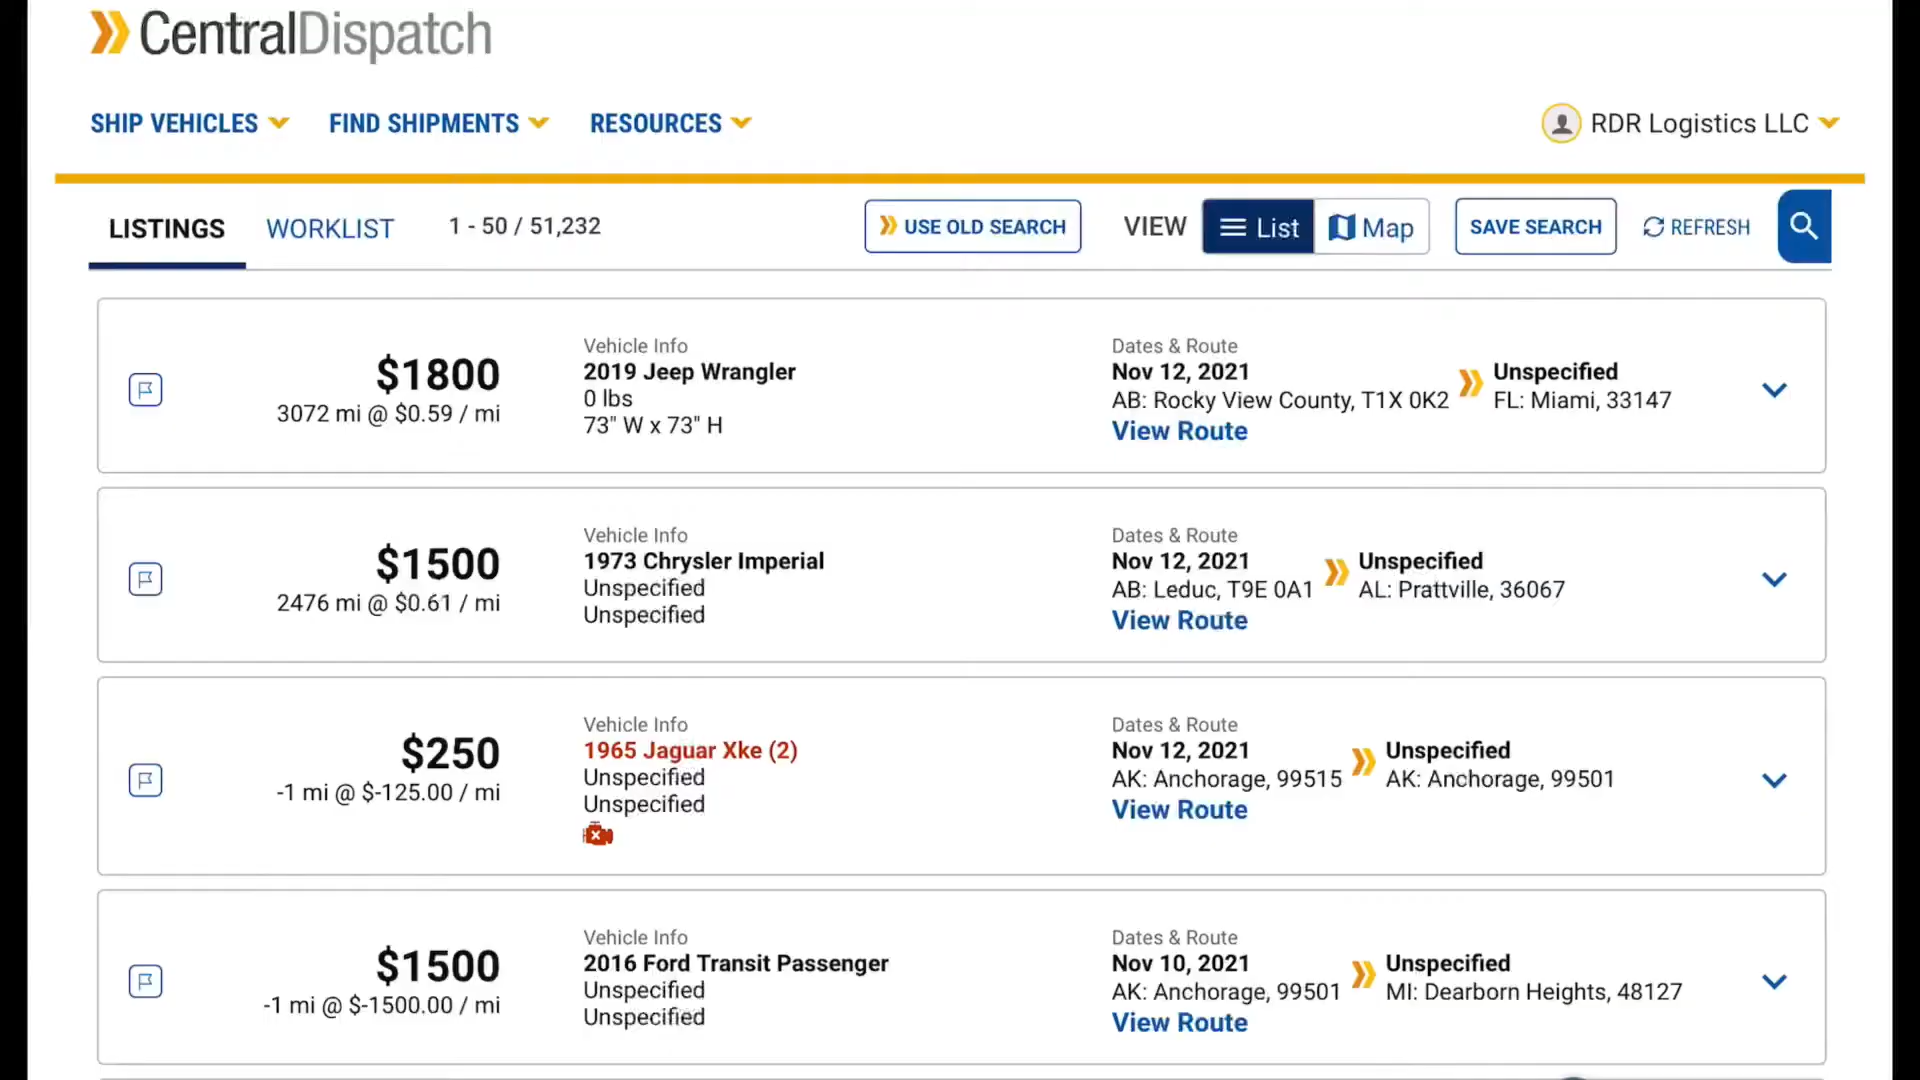 CentralDispatch
SHIP VEHICLES FIND SHIPMENTS RESOURCES RDR Logistics LLC
LISTINGS WORKLIST 1 - 50 / 51,232 USE OLD SEARCH VIEW List Map SAVE SEARCH REFRESH
$1800
3072 mi @ $0.59 / mi
Vehicle Info
2019 Jeep Wrangler
0 lbs
73" W x 73" H
Dates & Route
Nov 12, 2021 Unspecified
AB: Rocky View County, T1X 0K2 FL: Miami, 33147
View Route
$1500
2476 mi @ $0.61 / mi
Vehicle Info
1973 Chrysler Imperial
Unspecified
Unspecified
Dates & Route
Nov 12, 2021 Unspecified
AB: Leduc, T9E 0A1 AL: Prattville, 36067
View Route
$250
-1 mi @ $-125.00 / mi
Vehicle Info
1965 Jaguar Xke (2)
Unspecified
Unspecified
Dates & Route
Nov 12, 2021 Unspecified
AK: Anchorage, 99515 AK: Anchorage, 99501
View Route
$1500
-1 mi @ $-1500.00 / mi
Vehicle Info
2016 Ford Transit Passenger
Unspecified
Unspecified
Dates & Route
Nov 10, 2021 Unspecified
AK: Anchorage, 99501 MI: Dearborn Heights, 48127
View Route